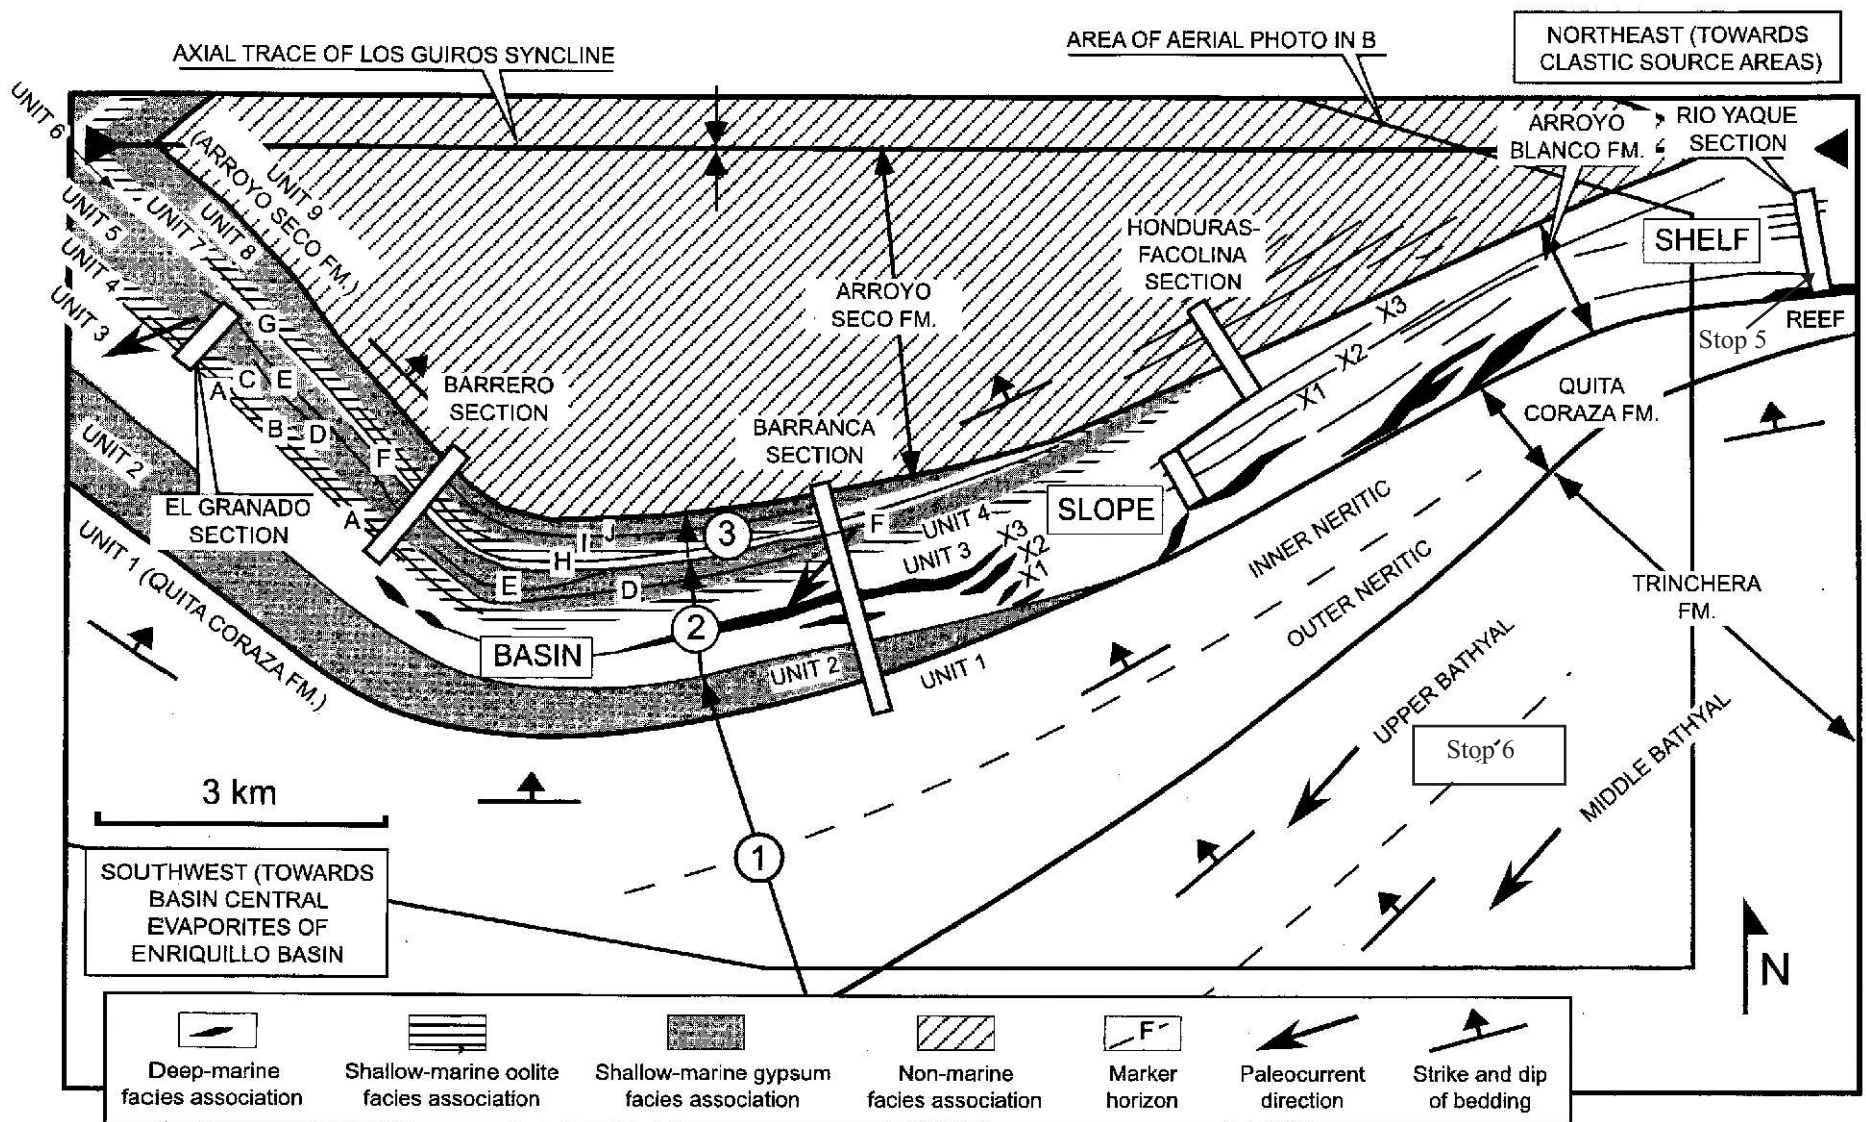 AXIAL TRACE OF LOS GUIROS SYNCLINE
AREA OF AERIAL PHOTO IN B
NORTHEAST (TOWARDS
CLASTIC SOURCE AREAS)
UNIT 6
UNIT 5
UNIT 4
UNIT 3
UNIT 7
UNIT 8
UNIT 9
(ARROYO SECO FM.)
ARROYO
BLANCO FM.
RIO YAQUE
SECTION
HONDURAS-
FACOLINA
SECTION
SHELF
ARROYO
SECO FM.
X3
X2
X1
REEF
Stop 5
G
A
C
E
B
D
F
A
BARRERO
SECTION
BARRANCA
SECTION
QUITA
CORAZA FM.
UNIT 2
EL GRANADO
SECTION
UNIT 1 (QUITA CORAZA FM.)
SLOPE
J
I
H
3
F
E
D
UNIT 4
UNIT 3
X3
X2
X1
INNER NERITIC
OUTER NERITIC
TRINCHERA
FM.
BASIN
2
UNIT 2
UNIT 1
UPPER BATHYAL
Stop 6
MIDDLE BATHYAL
3 km
1
SOUTHWEST (TOWARDS
BASIN CENTRAL
EVAPORITES OF
ENRIQUILLO BASIN
N
F
Deep-marine
facies association
Shallow-marine oolite
facies association
Shallow-marine gypsum
facies association
Non-marine
facies association
Marker
horizon
Paleocurrent
direction
Strike and dip
of bedding